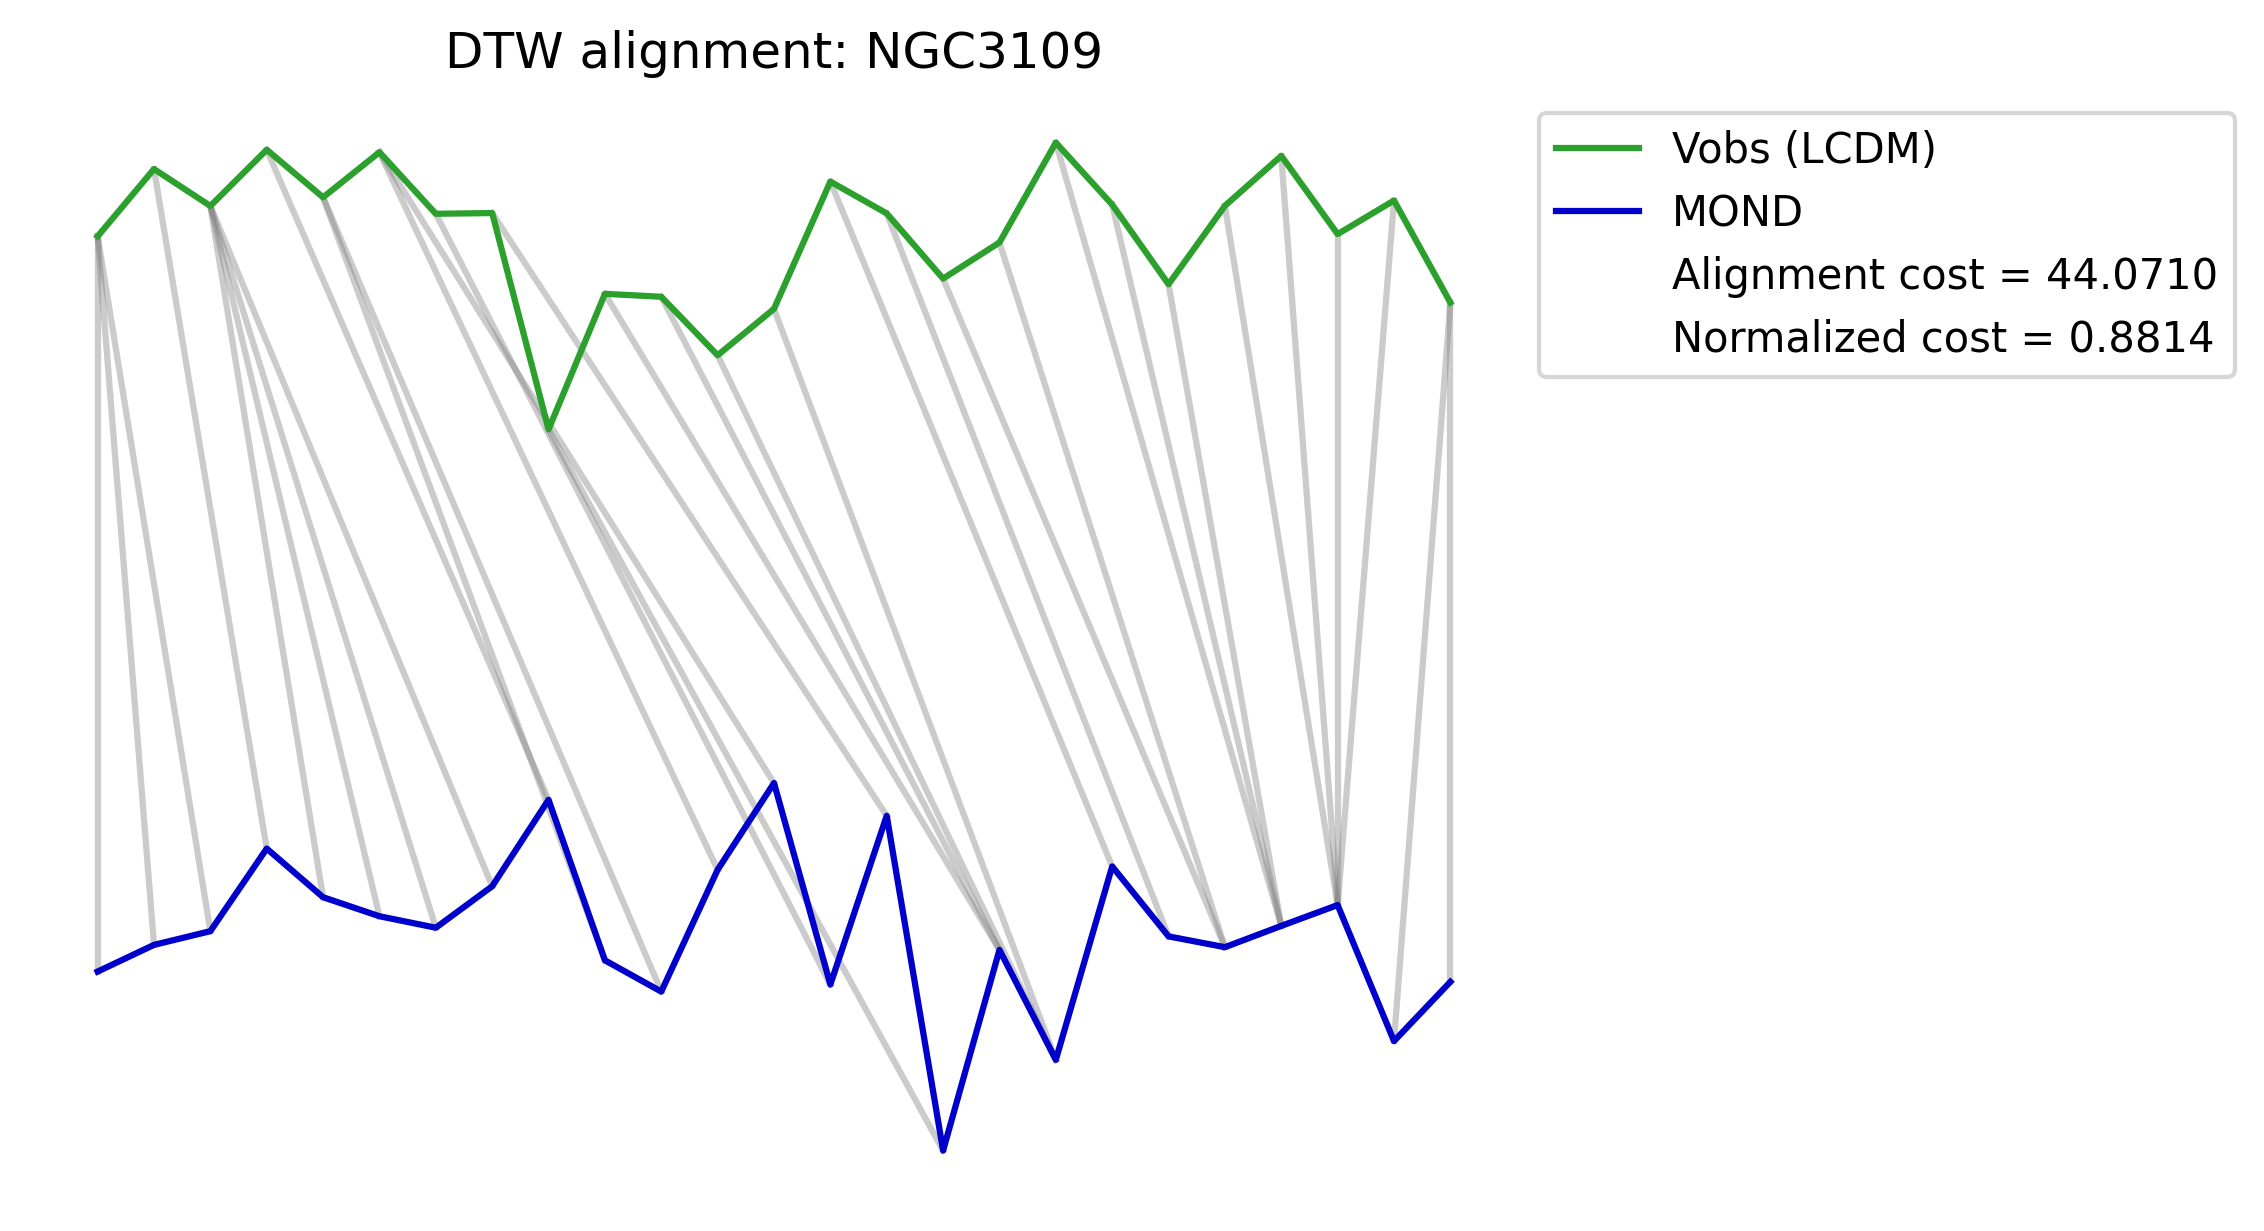 DTW alignment: NGC3109
Vobs (LCDM)
MOND
Alignment cost = 44.0710
Normalized cost = 0.8814